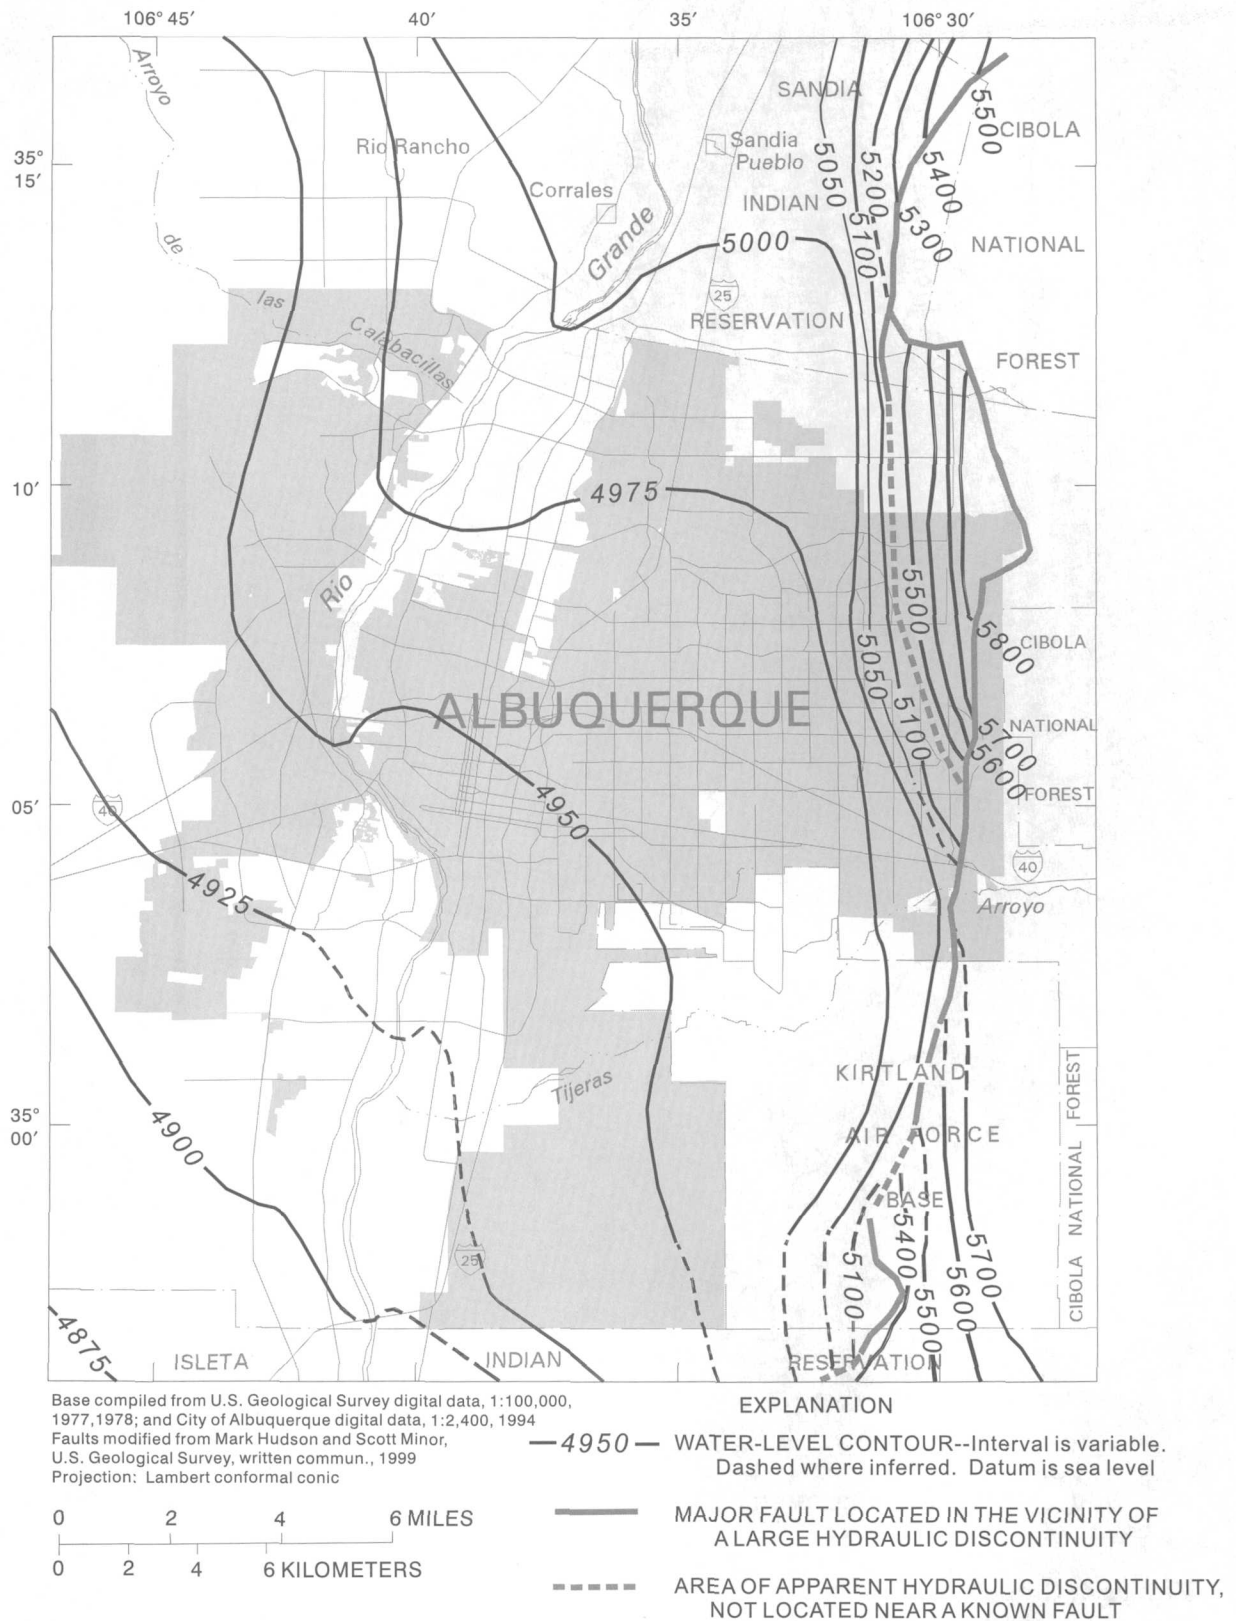 106° 45′
40′
35′
106° 30′
35°
15′
10′
05′
35°
00′
Arroyo
de
las
Calabacillas
Rio Rancho
Corrales
Rio
Grande
SANDIA
Sandia
Pueblo
INDIAN
RESERVATION
25
CIBOLA
NATIONAL
FOREST
5050
5200
5100
5300
5400
5500
5000
4975
5500
5050
5100
5800
5700
5600
CIBOLA
NATIONAL
FOREST
ALBUQUERQUE
4950
40
4925
40
Arroyo
4900
Tijeras
25
KIRTLAND
AIR FORCE
BASE
5100
5400
5500
5600
5700
CIBOLA NATIONAL FOREST
4875
ISLETA
INDIAN
RESERVATION
Base compiled from U.S. Geological Survey digital data, 1:100,000,
1977,1978; and City of Albuquerque digital data, 1:2,400, 1994
Faults modified from Mark Hudson and Scott Minor,
U.S. Geological Survey, written commun., 1999
Projection: Lambert conformal conic
0 2 4 6 MILES
0 2 4 6 KILOMETERS
EXPLANATION
4950
WATER-LEVEL CONTOUR--Interval is variable.
Dashed where inferred. Datum is sea level
MAJOR FAULT LOCATED IN THE VICINITY OF
A LARGE HYDRAULIC DISCONTINUITY
AREA OF APPARENT HYDRAULIC DISCONTINUITY,
NOT LOCATED NEAR A KNOWN FAULT